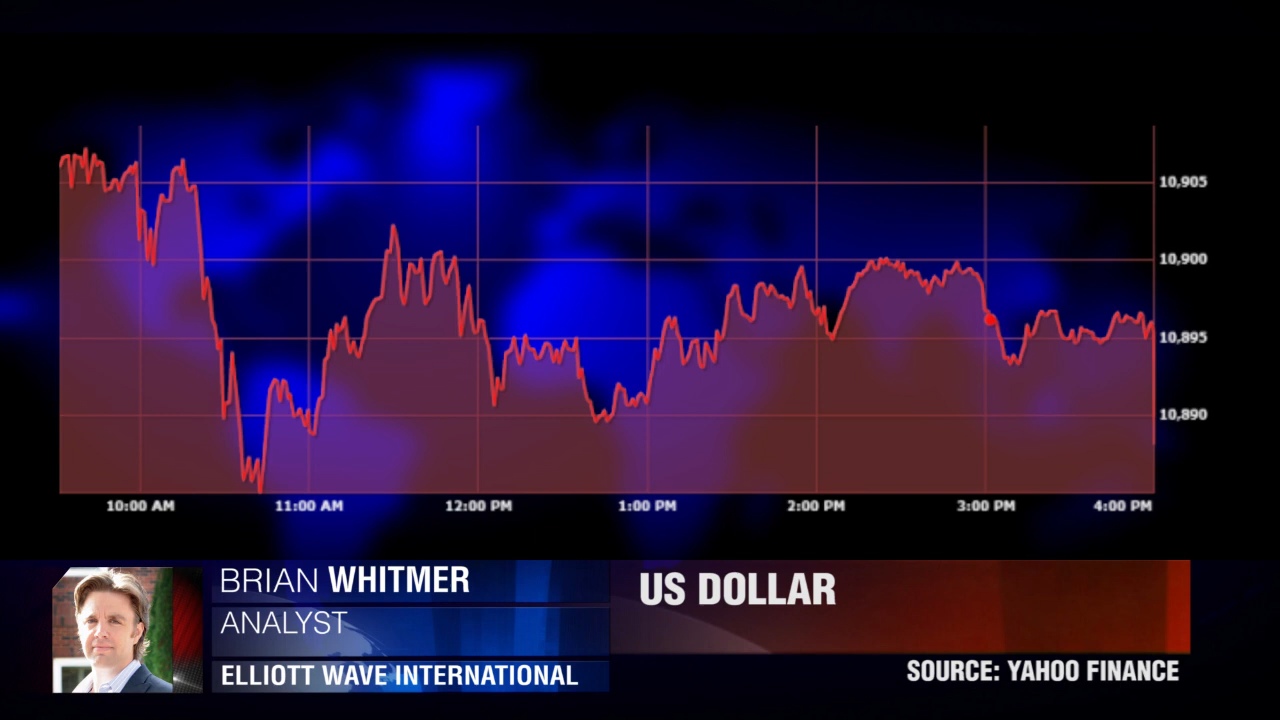 10,905
10,900
10,895
10,890
10:00 AM 11:00 AM 12:00 PM 1:00 PM 2:00 PM 3:00 PM 4:00 PM
BRIAN WHITMER
ANALYST
ELLIOTT WAVE INTERNATIONAL
US DOLLAR
SOURCE: YAHOO FINANCE